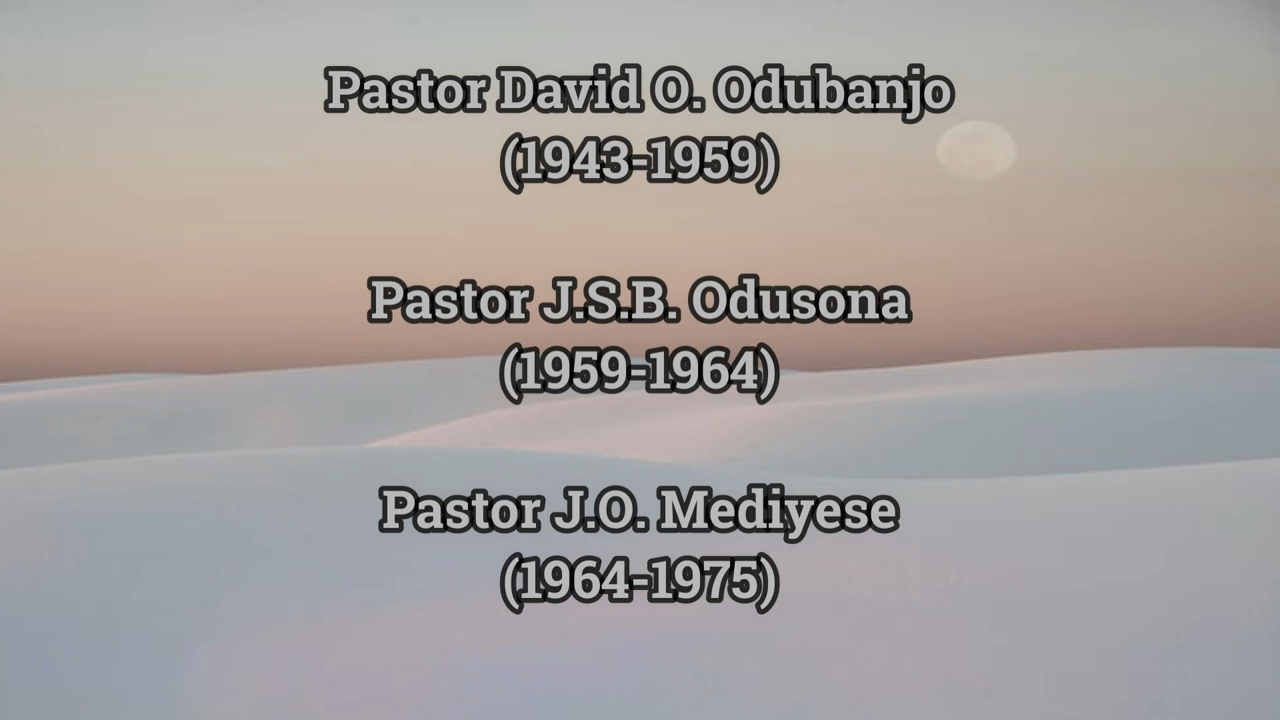 Pastor David O. Odubanjo
(1943-1959)
Pastor J.S.B. Odusona
(1959-1964)
Pastor J.O. Mediyese
(1964-1975)